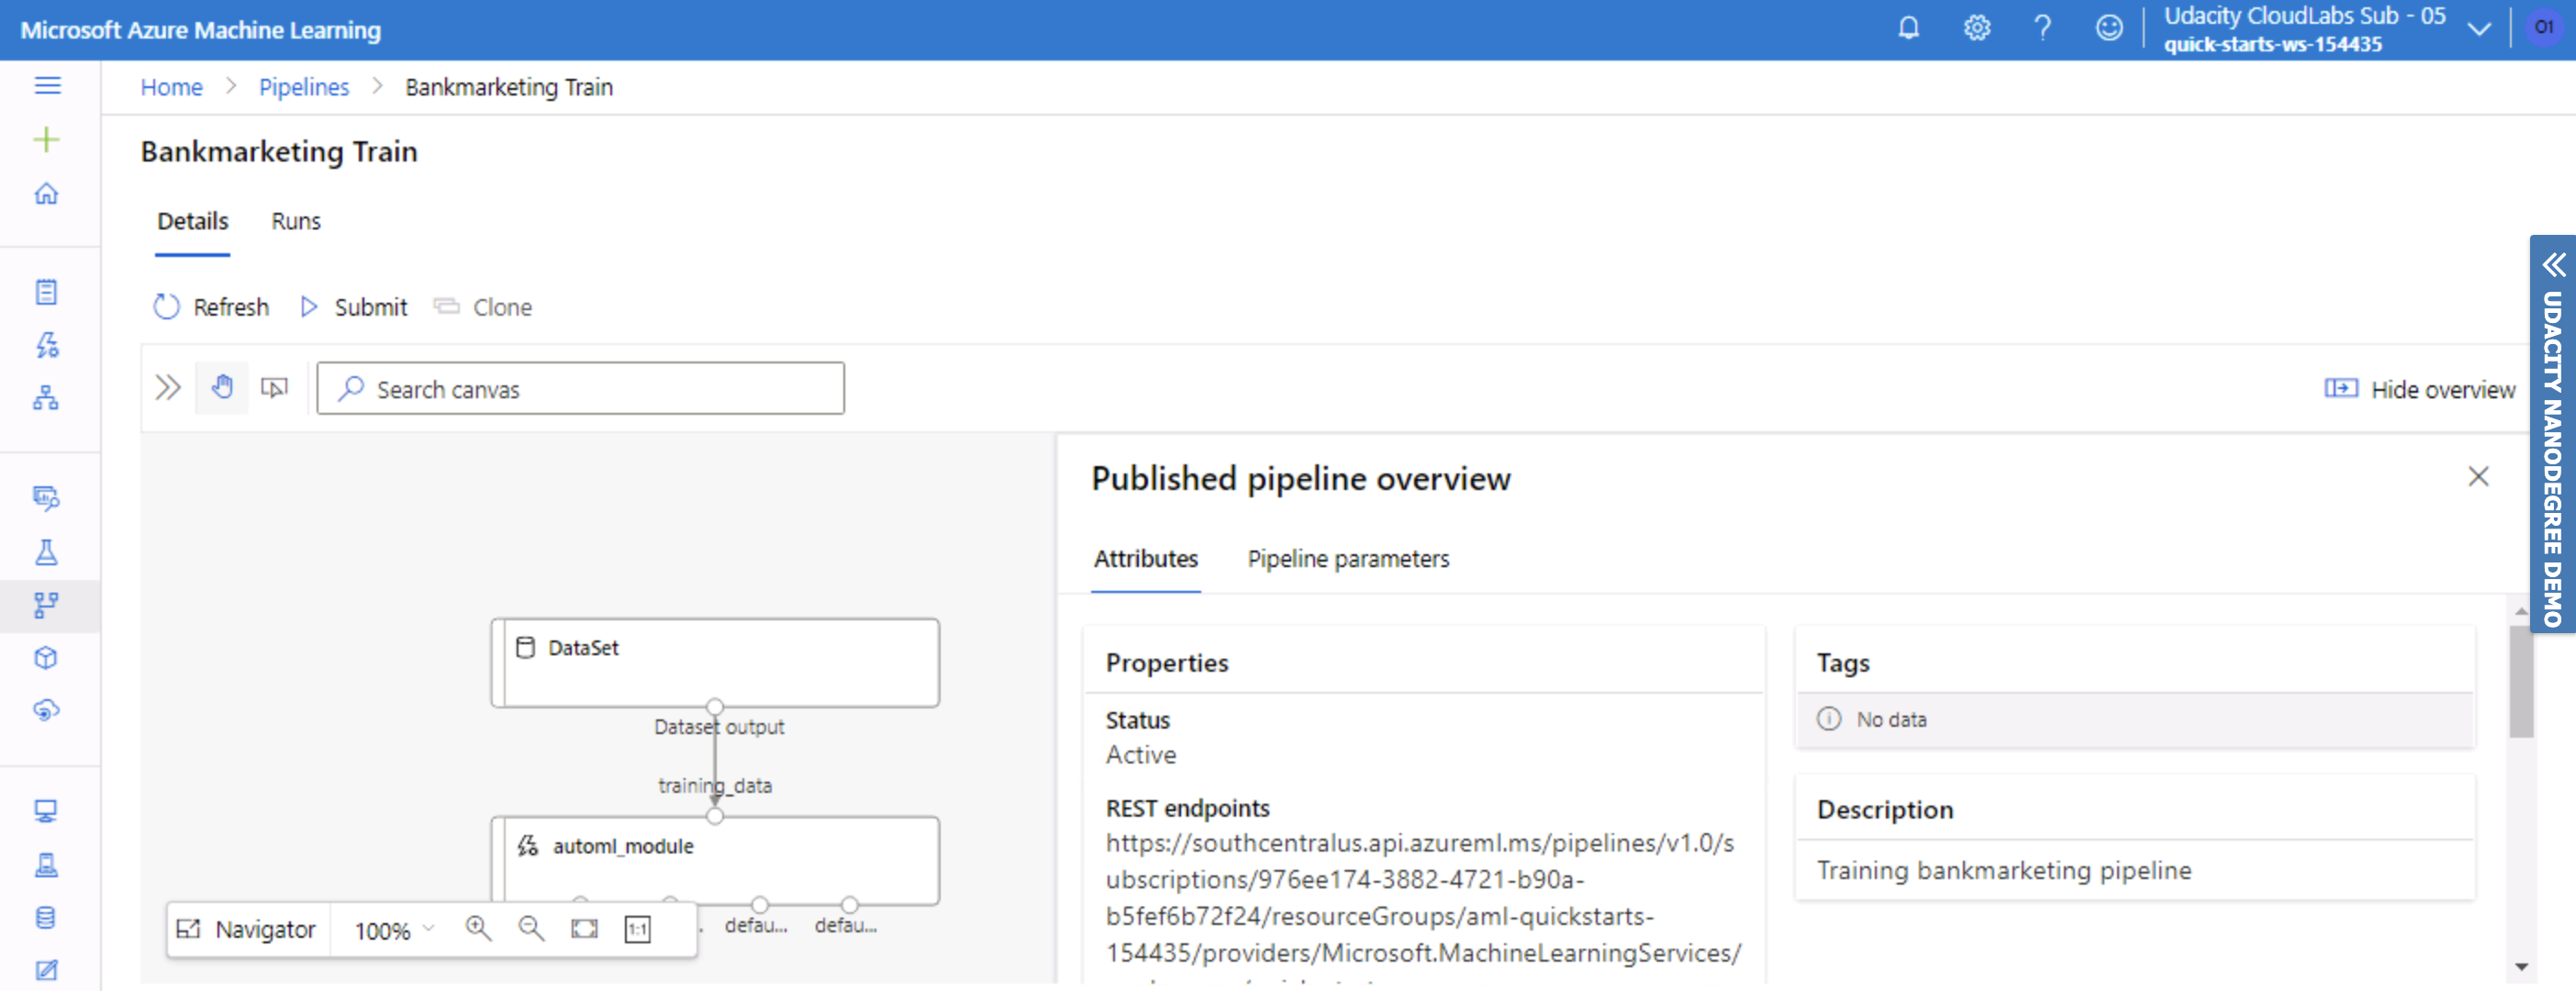 Microsoft Azure Machine Learning
Udacity CloudLabs Sub - 05
quick-starts-ws-154435
O1
Home > Pipelines > Bankmarketing Train
Bankmarketing Train
Details Runs
Refresh Submit Clone
Search canvas
Hide overview
UDACITY NANODEGREE DEMO
Published pipeline overview
Attributes Pipeline parameters
DataSet
Dataset output
training_data
automl_module
defau... defau...
Navigator 100% 1:1
Properties
Status
Active
REST endpoints
https://southcentralus.api.azureml.ms/pipelines/v1.0/s
ubscriptions/976ee174-3882-4721-b90a-
b5fef6b72f24/resourceGroups/aml-quickstarts-
154435/providers/Microsoft.MachineLearningServices/
Tags
No data
Description
Training bankmarketing pipeline